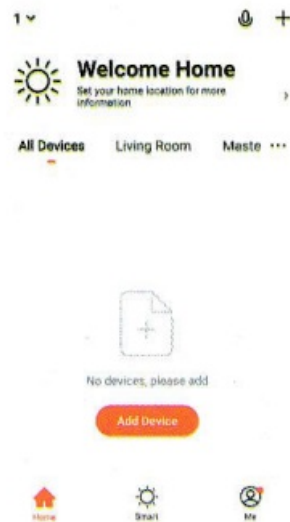 1
Welcome Home
Set your home location for more
information
All Devices Living Room Maste ...
No devices, please add
Add Device
Home Smart Me